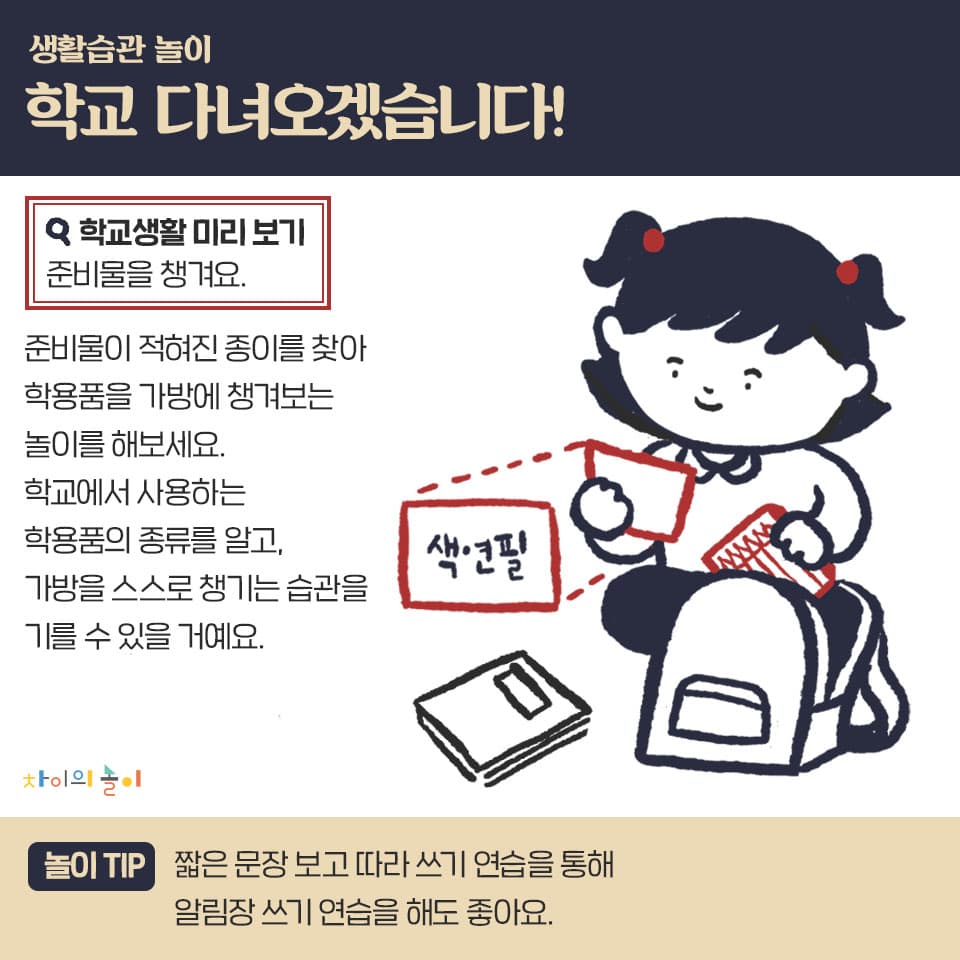 생활습관 놀이
학교 다녀오겠습니다!
학교생활 미리 보기
준비물을 챙겨요.
준비물이 적혀진 종이를 찾아
학용품을 가방에 챙겨보는
놀이를 해보세요.
학교에서 사용하는
학용품의 종류를 알고,
가방을 스스로 챙기는 습관을
기를 수 있을 거예요.
색연필
차이의 놀이
놀이 TIP
짧은 문장 보고 따라 쓰기 연습을 통해
알림장 쓰기 연습을 해도 좋아요.